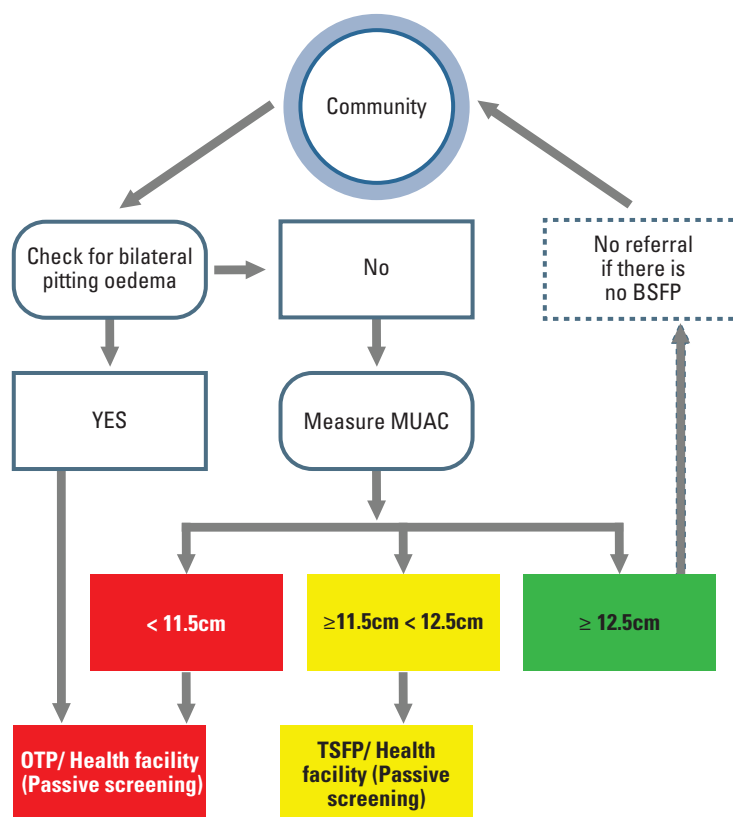 Community
Check for bilateral
pitting oedema
No
No referral
if there is
no BSFP
YES
Measure MUAC
< 11.5cm
≥11.5cm < 12.5cm
≥ 12.5cm
OTP/ Health facility
(Passive screening)
TSFP/ Health
facility (Passive
screening)